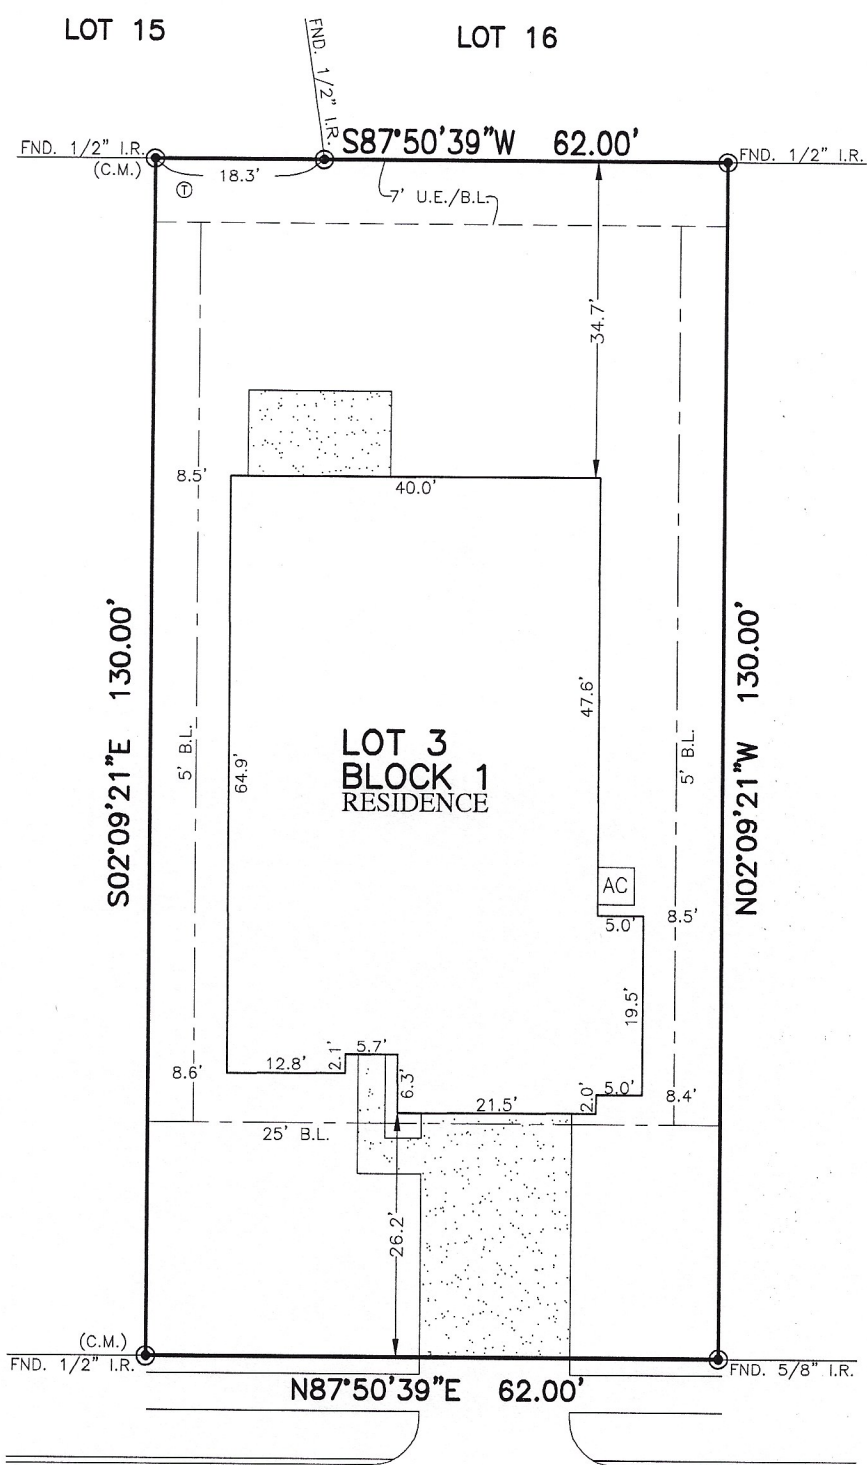 LOT 15
LOT 16
FND. 1/2" I.R.
S87°50'39"W 62.00'
FND. 1/2" I.R.
(C.M.)
FND. 1/2" I.R.
18.3'
T
7' U.E./B.L.
34.7'
8.5'
40.0'
S02°09'21"E 130.00'
5' B.L.
64.9'
47.6'
LOT 3
BLOCK 1
RESIDENCE
5' B.L.
N02°09'21"W 130.00'
AC
5.0'
8.5'
19.5'
8.6'
12.8'
2.1'
5.7'
6.3'
21.5'
2.0'
5.0'
8.4'
25' B.L.
26.2'
(C.M.)
FND. 1/2" I.R.
FND. 5/8" I.R.
N87°50'39"E 62.00'